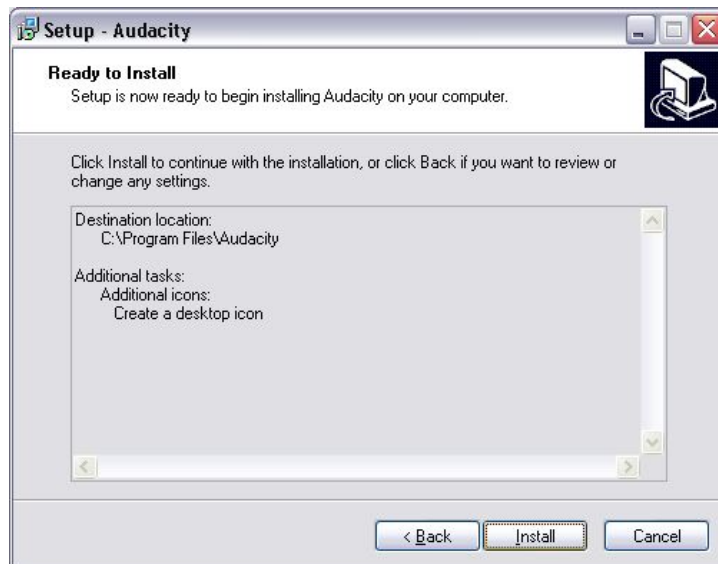 Setup - Audacity
Ready to Install
Setup is now ready to begin installing Audacity on your computer.
Click Install to continue with the installation, or click Back if you want to review or
change any settings.
Destination location:
C:\Program Files\Audacity
Additional tasks:
Additional icons:
Create a desktop icon
< Back
Install
Cancel